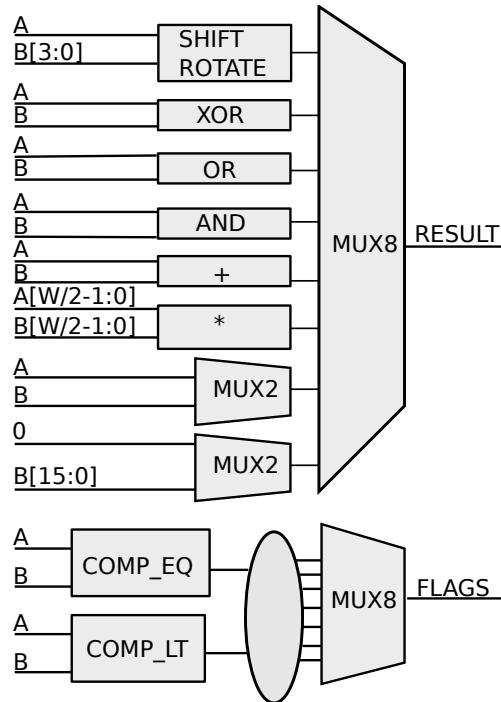 A
B[3:0]
SHIFT
ROTATE
A
B
XOR
A
B
OR
A
B
AND
A
B
+
A[W/2-1:0]
B[W/2-1:0]
*
A
B
MUX2
0
B[15:0]
MUX2
MUX8
RESULT
A
B
COMP_EQ
A
B
COMP_LT
MUX8
FLAGS